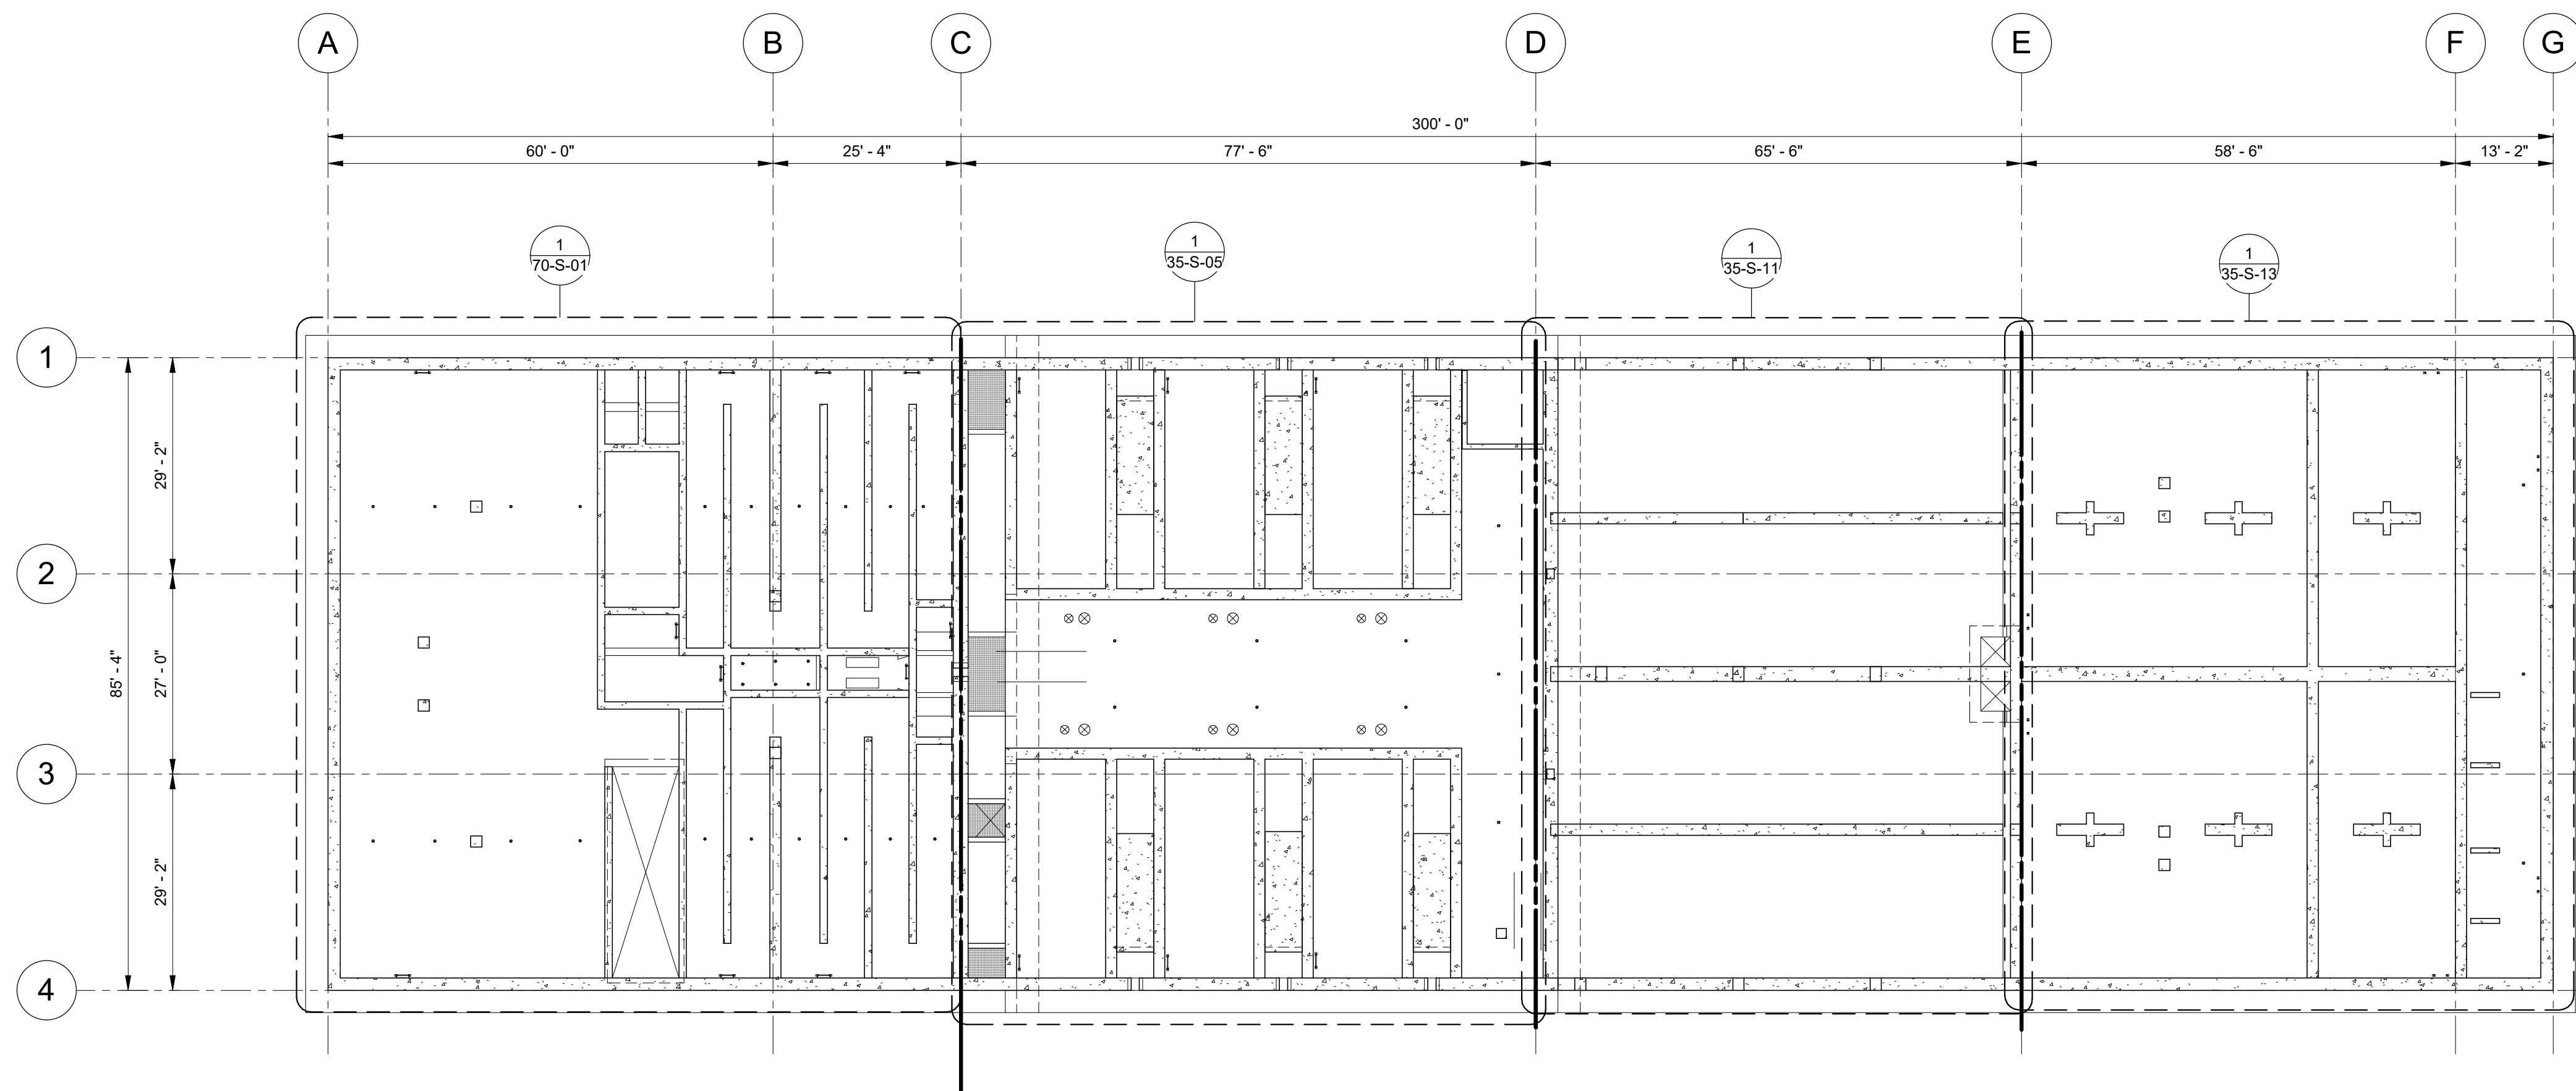 A
B
C
D
E
F
G
300' - 0"
60' - 0"
25' - 4"
77' - 6"
65' - 6"
58' - 6"
13' - 2"
1
70-S-01
1
35-S-05
1
35-S-11
1
35-S-13
1
29' - 2"
2
85' - 4"
27' - 0"
3
29' - 2"
4